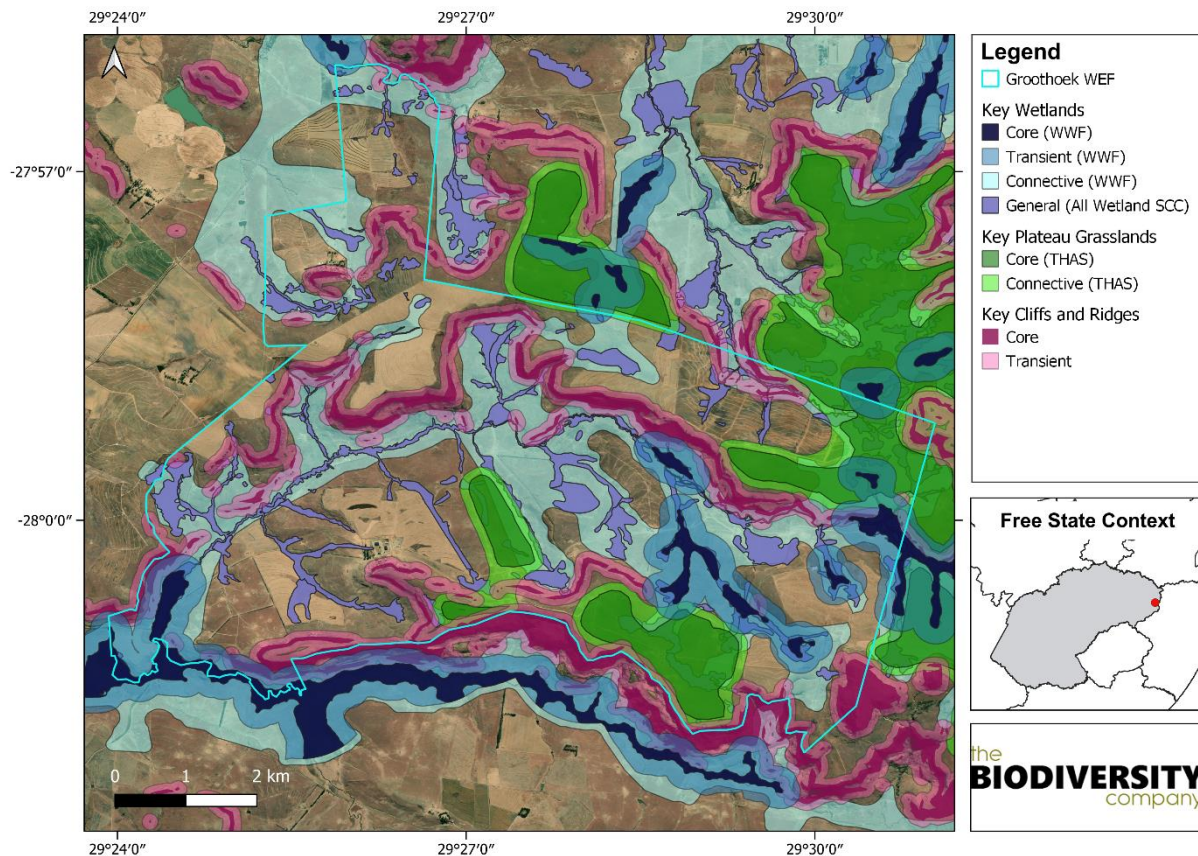 29°24′0″ 29°27′0″ 29°30′0″
-27°57′0″
-28°0′0″
0 1 2 km
29°24′0″ 29°27′0″ 29°30′0″
Legend
Groothoek WEF
Key Wetlands
Core (WWF)
Transient (WWF)
Connective (WWF)
General (All Wetland SCC)
Key Plateau Grasslands
Core (THAS)
Connective (THAS)
Key Cliffs and Ridges
Core
Transient
Free State Context
the
BIODIVERSITY
company